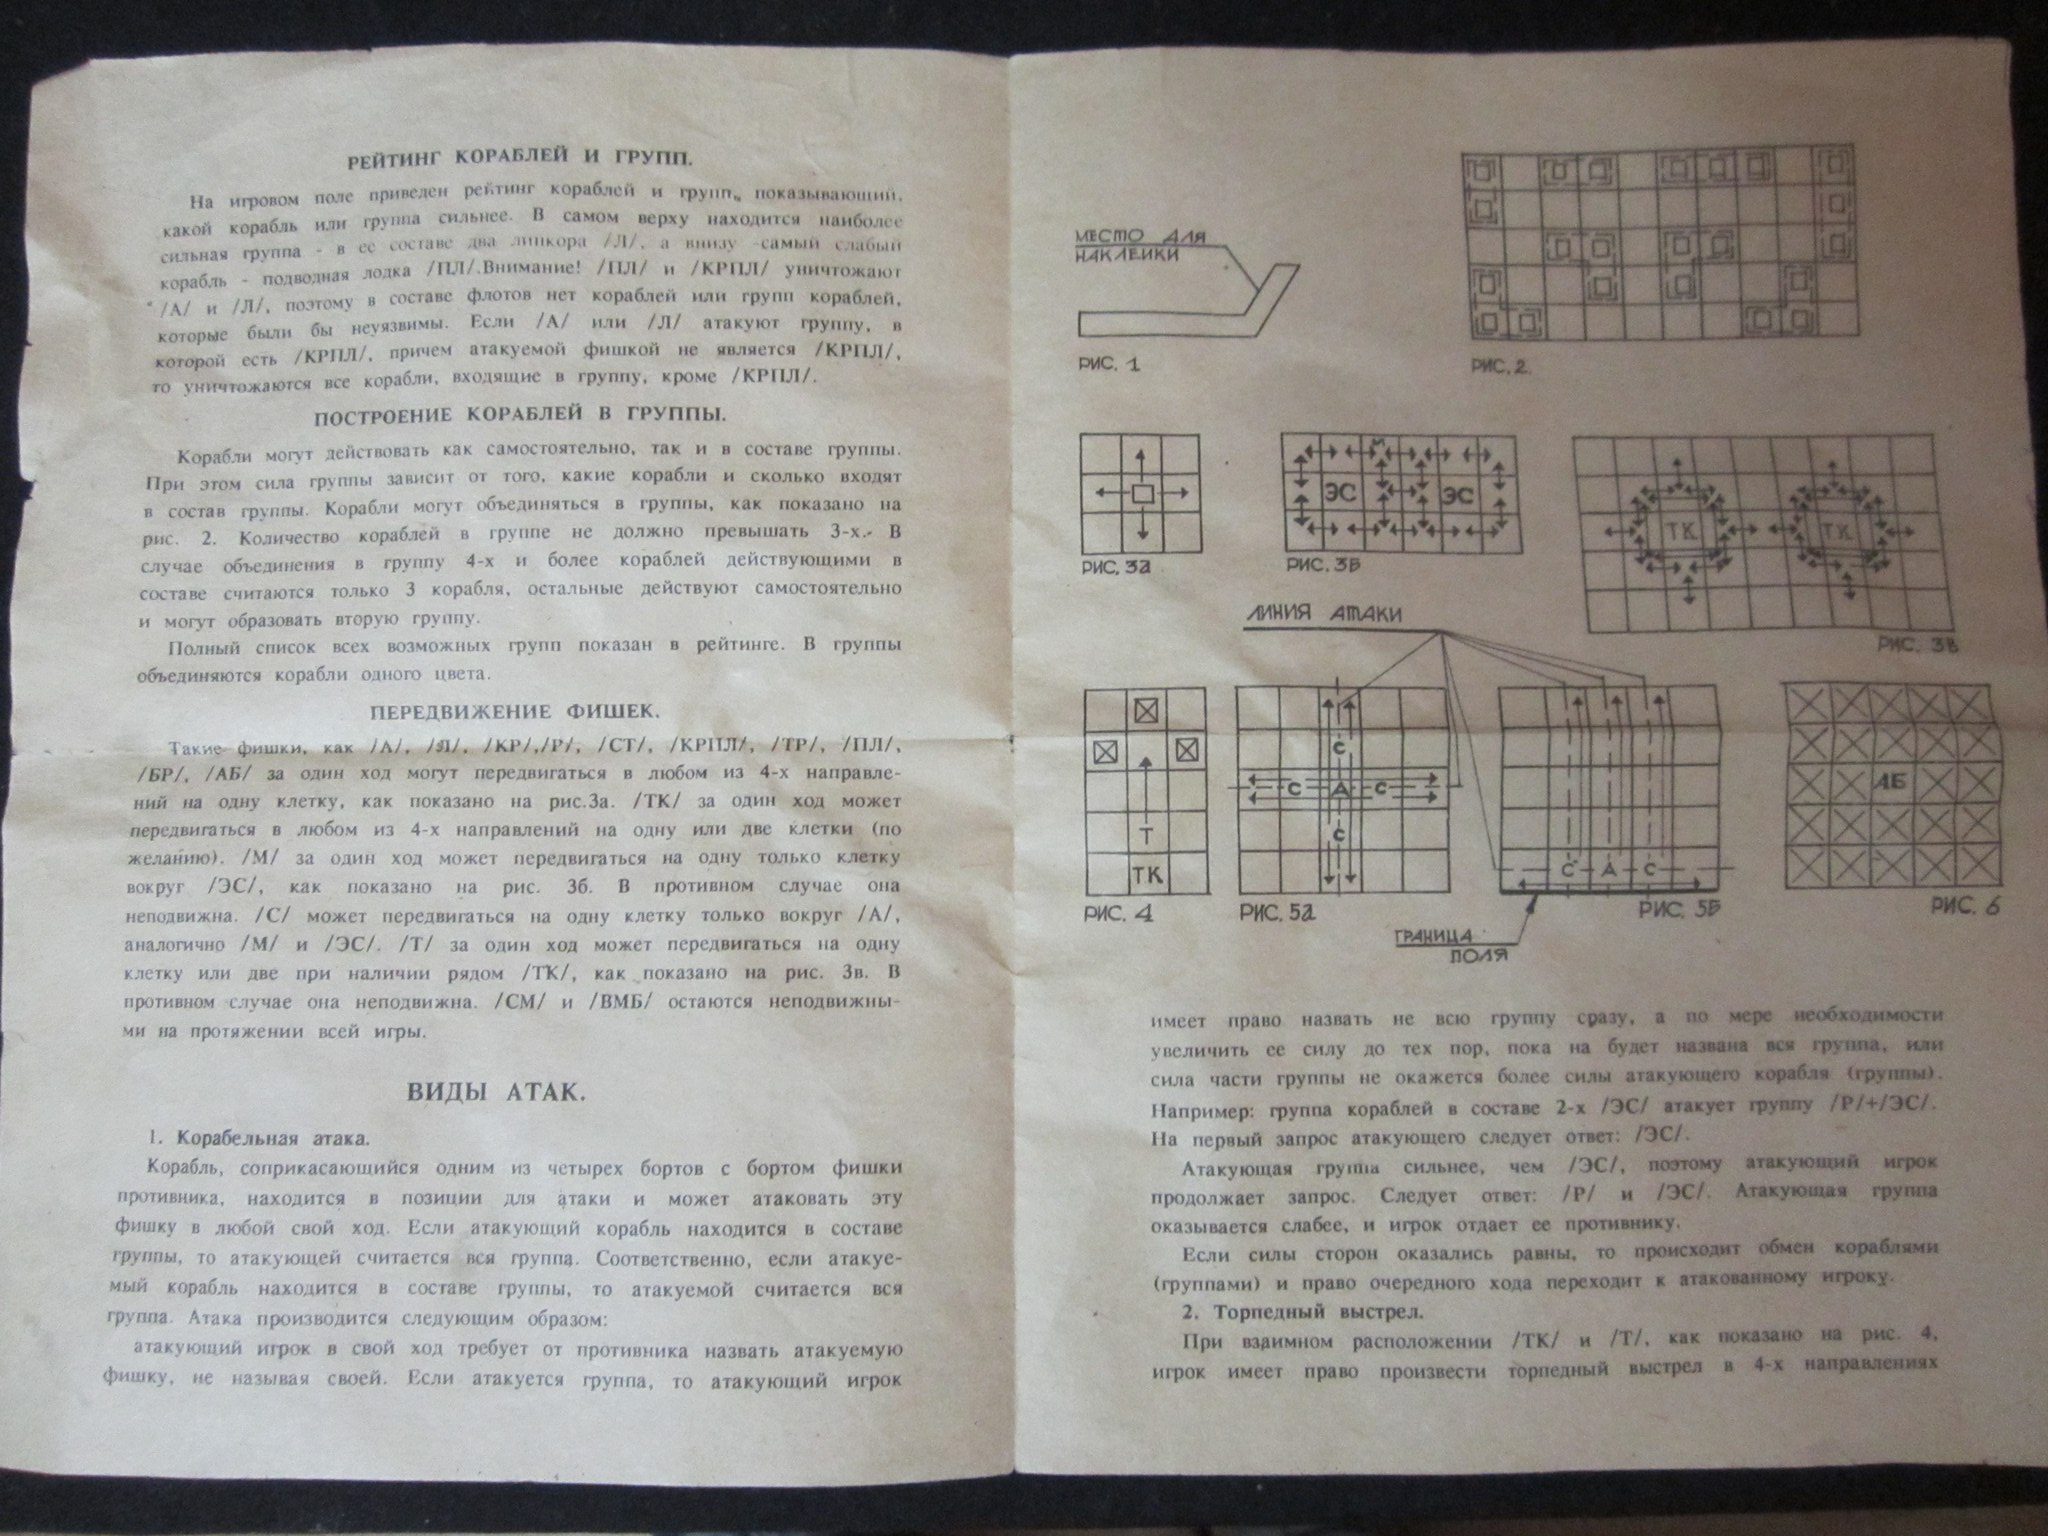 РЕЙТИНГ КОРАБЛЕЙ И ГРУПП.
На игровом поле приведен рейтинг кораблей и групп, показывающий,
какой корабль или группа сильнее. В самом верху находится наиболее
сильная группа - в ее составе два линкора /Л/, а внизу -самый слабый
корабль - подводная лодка /ПЛ/.Внимание! /ПЛ/ и /КРПЛ/ уничтожают
/А/ и /Л/, поэтому в составе флотов нет кораблей или групп кораблей,
которые были бы неуязвимы. Если /А/ или /Л/ атакуют группу, в
которой есть /КРПЛ/, причем атакуемой фишкой не является /КРПЛ/,
то уничтожаются все корабли, входящие в группу, кроме /КРПЛ/.
ПОСТРОЕНИЕ КОРАБЛЕЙ В ГРУППЫ.
Корабли могут действовать как самостоятельно, так и в составе группы.
При этом сила группы зависит от того, какие корабли и сколько входят
в состав группы. Корабли могут объединяться в группы, как показано на
рис. 2. Количество кораблей в группе не должно превышать 3-х. В
случае объединения в группу 4-х и более кораблей действующими в
составе считаются только 3 корабля, остальные действуют самостоятельно
и могут образовать вторую группу.
Полный список всех возможных групп показан в рейтинге. В группы
объединяются корабли одного цвета.
ПЕРЕДВИЖЕНИЕ ФИШЕК.
Такие фишки, как /А/, /Л/, /КР/,/Р/, /СТ/, /КРПЛ/, /ТР/, /ПЛ/,
/БР/, /АБ/ за один ход могут передвигаться в любом из 4-х направле-
ний на одну клетку, как показано на рис.3а. /ТК/ за один ход может
передвигаться в любом из 4-х направлений на одну или две клетки (по
желанию). /М/ за один ход может передвигаться на одну только клетку
вокруг /ЭС/, как показано на рис. 3б. В противном случае она
неподвижна. /С/ может передвигаться на одну клетку только вокруг /А/,
аналогично /М/ и /ЭС/. /Т/ за один ход может передвигаться на одну
клетку или две при наличии рядом /ТК/, как показано на рис. 3в. В
противном случае она неподвижна. /СМ/ и /ВМБ/ остаются неподвижны-
ми на протяжении всей игры.
ВИДЫ АТАК.
1. Корабельная атака.
Корабль, соприкасающийся одним из четырех бортов с бортом фишки
противника, находится в позиции для атаки и может атаковать эту
фишку в любой свой ход. Если атакующий корабль находится в составе
группы, то атакующей считается вся группа. Соответственно, если атакуе-
мый корабль находится в составе группы, то атакуемой считается вся
группа. Атака производится следующим образом:
атакующий игрок в свой ход требует от противника назвать атакуемую
фишку, не называя своей. Если атакуется группа, то атакующий игрок
МЕСТО ДЛЯ
НАКЛЕЙКИ
РИС. 1
РИС. 2
ЭС
ЭС
ТК
ТК
РИС. 3а
РИС. 3Б
РИС. 3в
ЛИНИЯ АТАКИ
Т
ТК
С
С А С
С
С А С
АБ
РИС. 4
РИС. 5а
РИС. 5Б
РИС. 6
ГРАНИЦА
ПОЛЯ
имеет право назвать не всю группу сразу, а по мере необходимости
увеличить ее силу до тех пор, пока на будет названа вся группа, или
сила части группы не окажется более силы атакующего корабля (группы).
Например: группа кораблей в составе 2-х /ЭС/ атакует группу /Р/+/ЭС/.
На первый запрос атакующего следует ответ: /ЭС/.
Атакующая группа сильнее, чем /ЭС/, поэтому атакующий игрок
продолжает запрос. Следует ответ: /Р/ и /ЭС/. Атакующая группа
оказывается слабее, и игрок отдает ее противнику.
Если силы сторон оказались равны, то происходит обмен кораблями
(группами) и право очередного хода переходит к атакованному игроку.
2. Торпедный выстрел.
При взаимном расположении /ТК/ и /Т/, как показано на рис. 4,
игрок имеет право произвести торпедный выстрел в 4-х направлениях